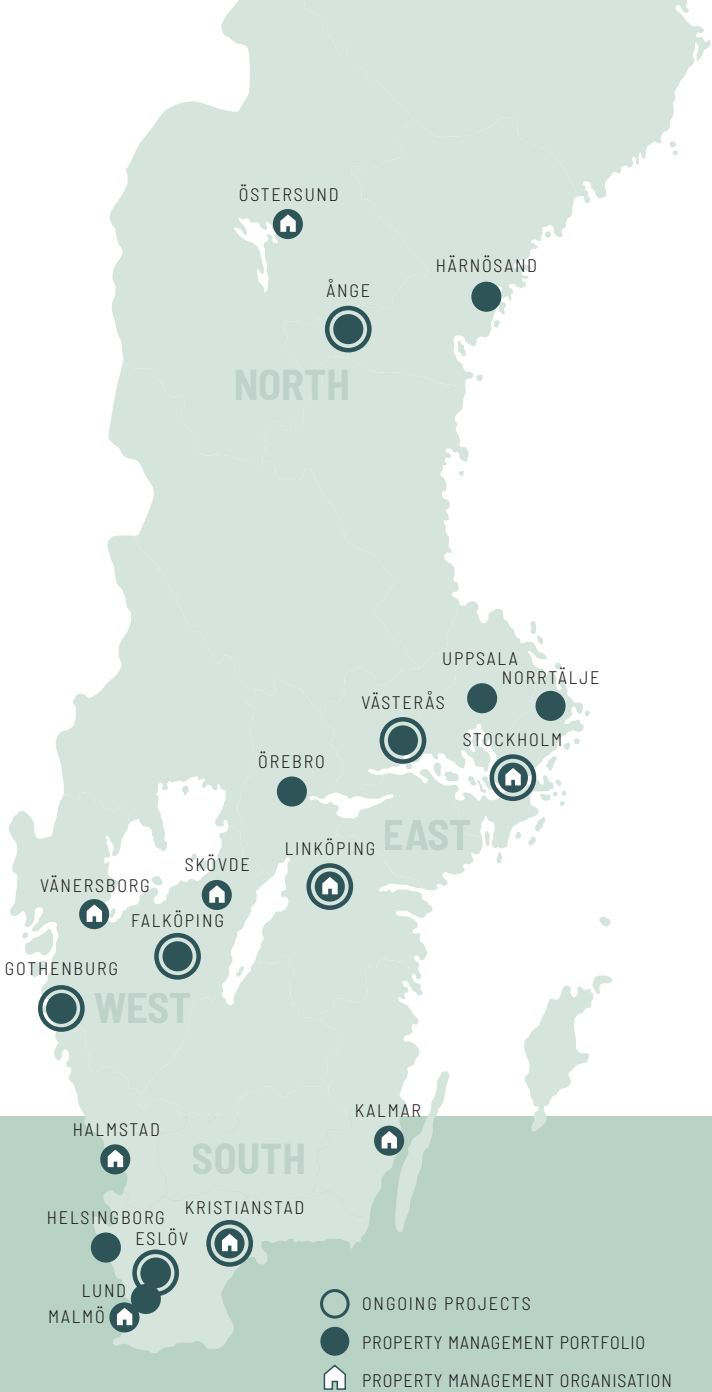 ÖSTERSUND
HÄRNÖSAND
ÅNGE
NORTH
UPPSALA
NORRTÄLJE
VÄSTERÅS
STOCKHOLM
ÖREBRO
EAST
LINKÖPING
SKÖVDE
VÄNERSBORG
FALKÖPING
GOTHENBURG
WEST
KALMAR
HALMSTAD
SOUTH
KRISTIANSTAD
HELSINGBORG
ESLÖV
LUND
MALMÖ
ONGOING PROJECTS
PROPERTY MANAGEMENT PORTFOLIO
PROPERTY MANAGEMENT ORGANISATION